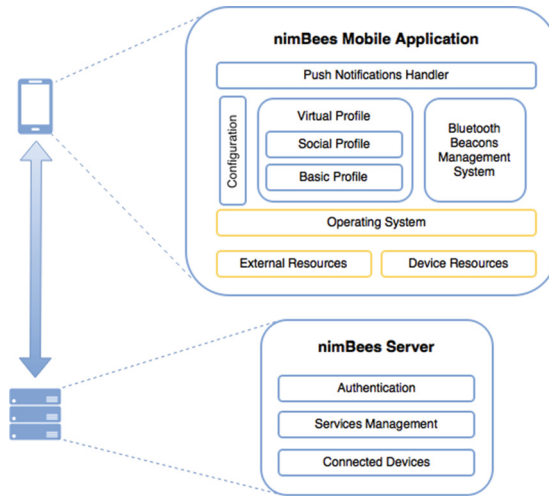 nimBees Mobile Application
Push Notifications Handler
Configuration
Virtual Profile
Social Profile
Basic Profile
Bluetooth
Beacons
Management
System
Operating System
External Resources
Device Resources
nimBees Server
Authentication
Services Management
Connected Devices